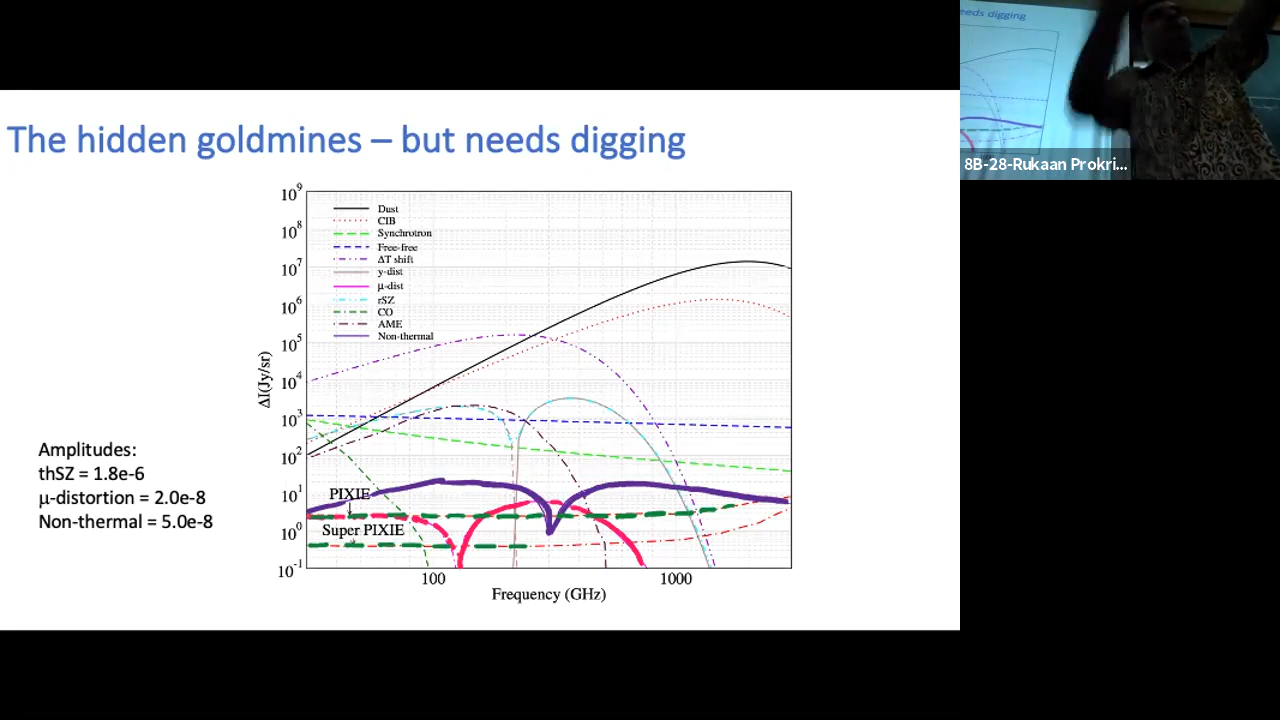 The hidden goldmines – but needs digging
needs digging
8B-28-Rukaan Prokri...
10⁹
10⁸
10⁷
10⁶
10⁵
10⁴
10³
10²
10¹
10⁰
10⁻¹
ΔI(Jy/sr)
Dust
CIB
Synchrotron
Free-free
ΔT shift
y-dist
μ-dist
rSZ
CO
AME
Non-thermal
PIXIE
Super PIXIE
100
1000
Frequency (GHz)
Amplitudes:
thSZ = 1.8e-6
μ-distortion = 2.0e-8
Non-thermal = 5.0e-8